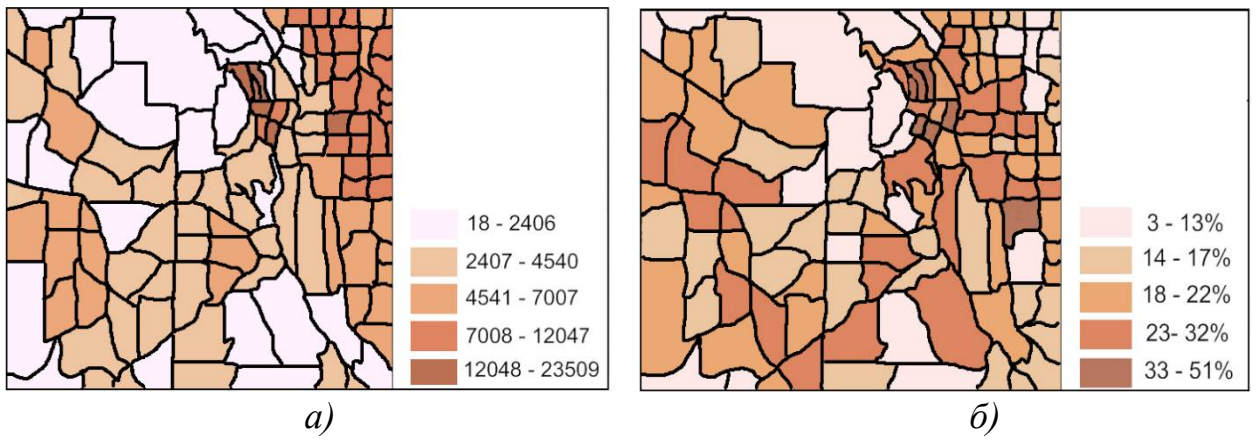 18 - 2406
2407 - 4540
4541 - 7007
7008 - 12047
12048 - 23509
3 - 13%
14 - 17%
18 - 22%
23- 32%
33 - 51%
а)
б)